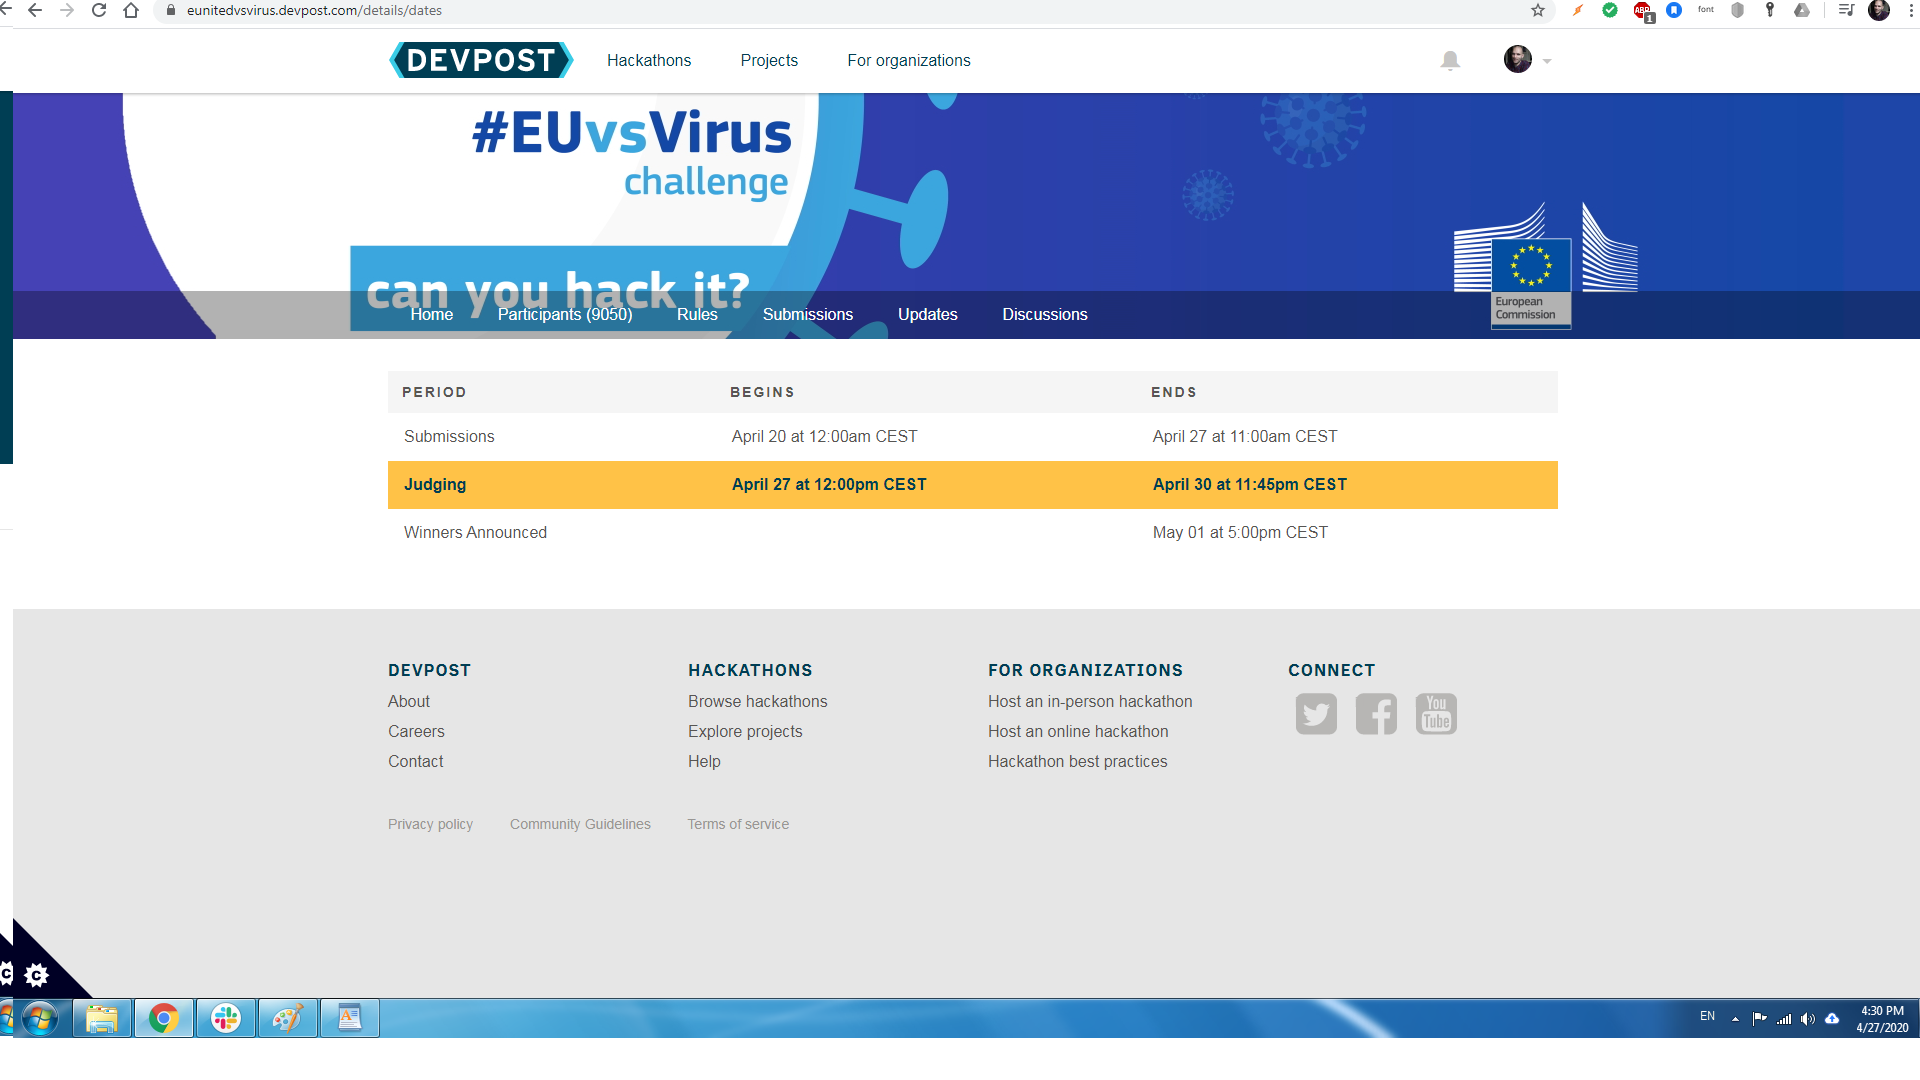 eunitedvsvirus.devpost.com/details/dates
ABP
1
font
DEVPOST
Hackathons
Projects
For organizations
#EUvsVirus
challenge
can you hack it?
European
Commission
Home
Participants (9050)
Rules
Submissions
Updates
Discussions
PERIOD BEGINS ENDS
Submissions April 20 at 12:00am CEST April 27 at 11:00am CEST
Judging April 27 at 12:00pm CEST April 30 at 11:45pm CEST
Winners Announced May 01 at 5:00pm CEST
DEVPOST
About
Careers
Contact
HACKATHONS
Browse hackathons
Explore projects
Help
FOR ORGANIZATIONS
Host an in-person hackathon
Host an online hackathon
Hackathon best practices
CONNECT
You
Tube
Privacy policy
Community Guidelines
Terms of service
C
C
EN
4:30 PM
4/27/2020